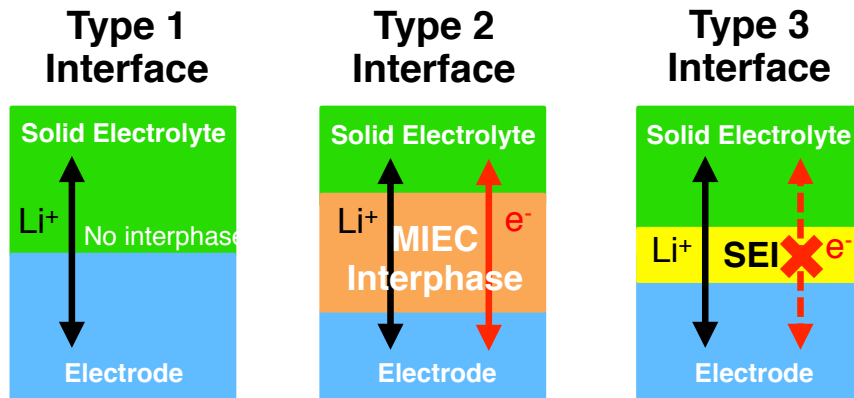 Type 1
Interface
Solid Electrolyte
Li⁺
No interphase
Electrode
Type 2
Interface
Solid Electrolyte
Li⁺
e⁻
MIEC
Interphase
Electrode
Type 3
Interface
Solid Electrolyte
Li⁺
SEI
e⁻
Electrode